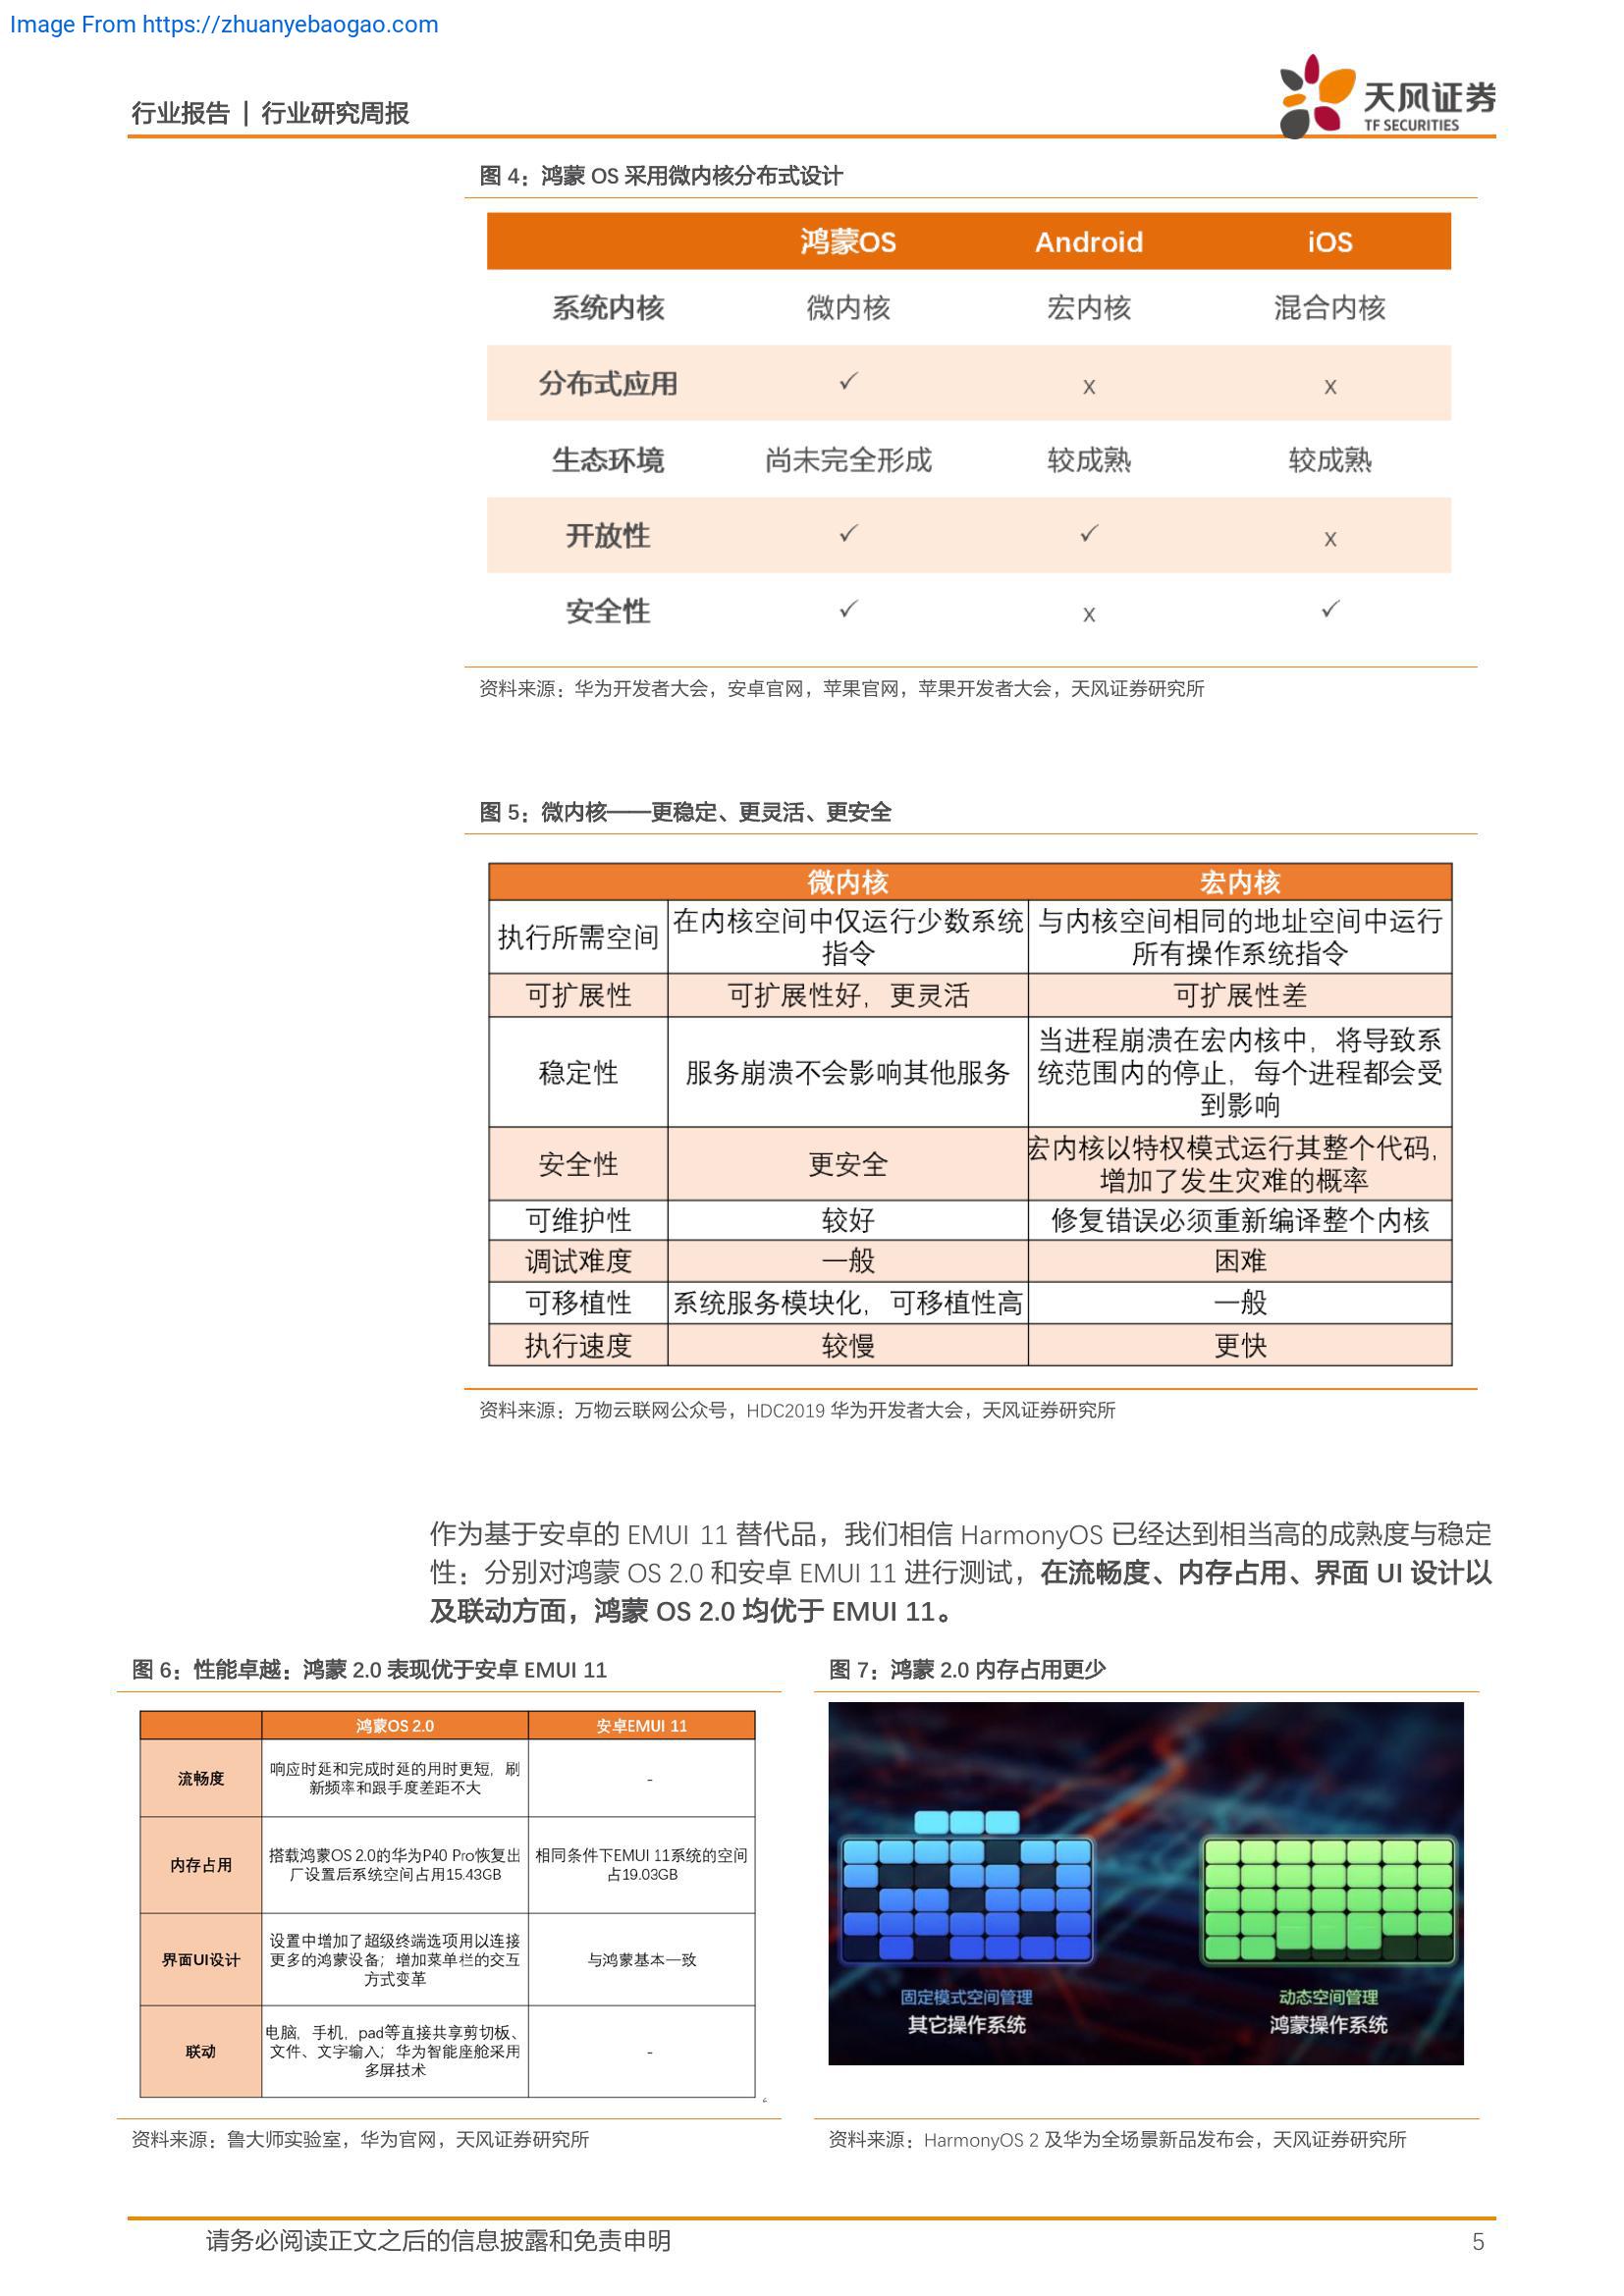 Image From https://zhuanyebaogao.com
行业报告 | 行业研究周报
天风证券
TF SECURITIES
图 4：鸿蒙 OS 采用微内核分布式设计
鸿蒙OS Android iOS
系统内核 微内核 宏内核 混合内核
分布式应用 ✓ x x
生态环境 尚未完全形成 较成熟 较成熟
开放性 ✓ ✓ x
安全性 ✓ x ✓
资料来源：华为开发者大会，安卓官网，苹果官网，苹果开发者大会，天风证券研究所
图 5：微内核——更稳定、更灵活、更安全
微内核 宏内核
执行所需空间 在内核空间中仅运行少数系统 与内核空间相同的地址空间中运行
指令 所有操作系统指令
可扩展性 可扩展性好，更灵活 可扩展性差
当进程崩溃在宏内核中，将导致系
稳定性 服务崩溃不会影响其他服务 统范围内的停止，每个进程都会受
到影响
安全性 更安全 宏内核以特权模式运行其整个代码，
增加了发生灾难的概率
可维护性 较好 修复错误必须重新编译整个内核
调试难度 一般 困难
可移植性 系统服务模块化，可移植性高 一般
执行速度 较慢 更快
资料来源：万物云联网公众号，HDC2019 华为开发者大会，天风证券研究所
作为基于安卓的 EMUI 11 替代品，我们相信 HarmonyOS 已经达到相当高的成熟度与稳定
性：分别对鸿蒙 OS 2.0 和安卓 EMUI 11 进行测试，在流畅度、内存占用、界面 UI 设计以
及联动方面，鸿蒙 OS 2.0 均优于 EMUI 11。
图 6：性能卓越：鸿蒙 2.0 表现优于安卓 EMUI 11
鸿蒙OS 2.0 安卓EMUI 11
流畅度 响应时延和完成时延的用时更短，刷 -
新频率和跟手度差距不大
内存占用 搭载鸿蒙OS 2.0的华为P40 Pro恢复出 相同条件下EMUI 11系统的空间
厂设置后系统空间占用15.43GB 占19.03GB
设置中增加了超级终端选项用以连接
界面UI设计 更多的鸿蒙设备；增加菜单栏的交互 与鸿蒙基本一致
方式变革
电脑，手机，pad等直接共享剪切板、
联动 文件、文字输入；华为智能座舱采用 -
多屏技术
资料来源：鲁大师实验室，华为官网，天风证券研究所
图 7：鸿蒙 2.0 内存占用更少
固定模式空间管理 动态空间管理
其它操作系统 鸿蒙操作系统
资料来源：HarmonyOS 2 及华为全场景新品发布会，天风证券研究所
请务必阅读正文之后的信息披露和免责申明 5